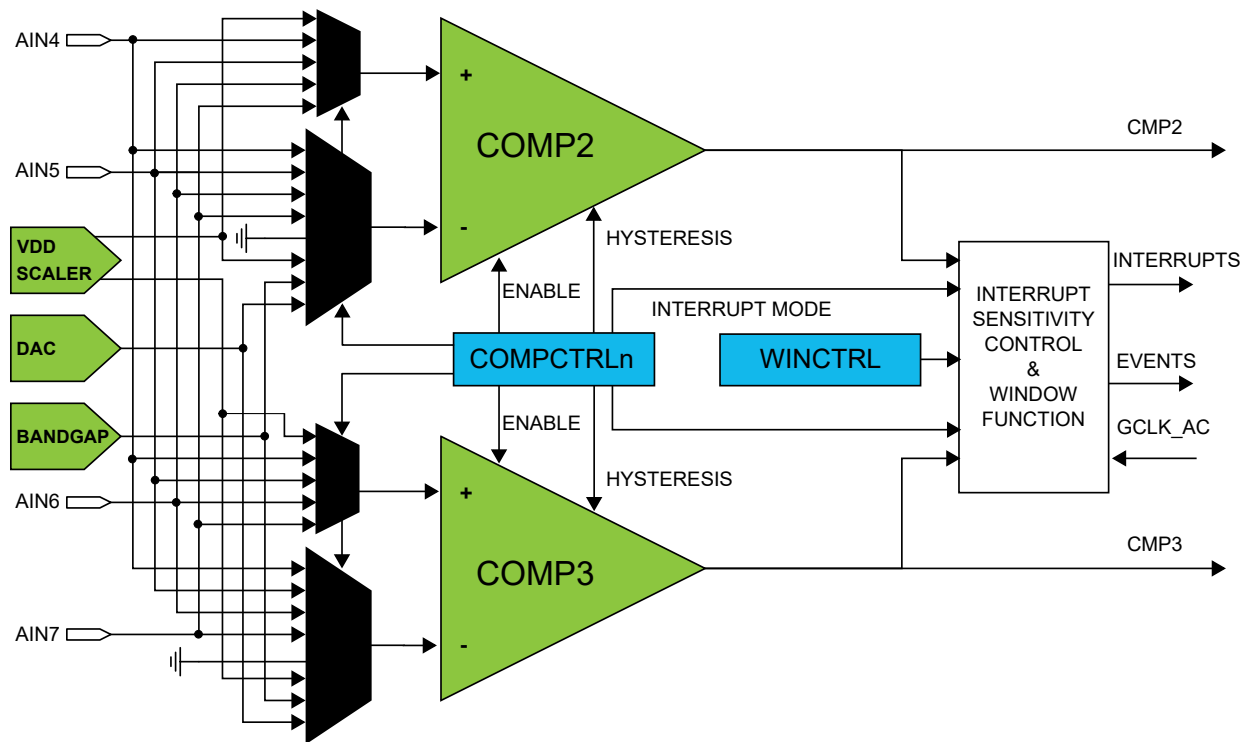 AIN4
+
COMP2
-
CMP2
AIN5
VDD
SCALER
HYSTERESIS
ENABLE
INTERRUPT MODE
INTERRUPTS
DAC
COMPCTRLn
WINCTRL
INTERRUPT
SENSITIVITY
CONTROL
&
WINDOW
FUNCTION
EVENTS
BANDGAP
ENABLE
GCLK_AC
HYSTERESIS
AIN6
+
COMP3
-
CMP3
AIN7